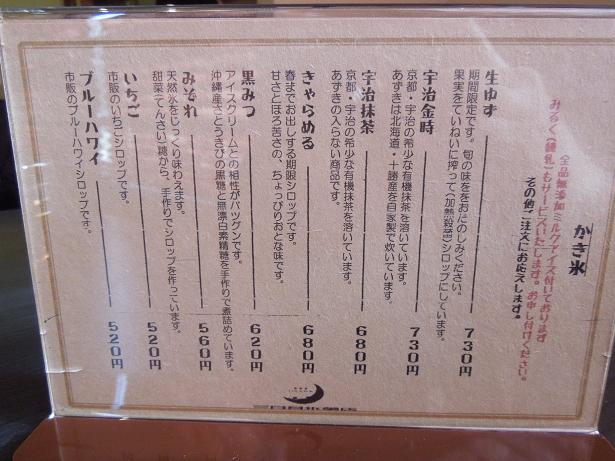 かき氷
全品無添加ミルクアイス付いております
みるく(練乳)もサービスいたします。お申し付けください。
その他ご注文にお応えします。
生ゆず 730円
期間限定です。旬の味をおたのしみください。
果実をていねいに搾って(加熱殺菌)シロップにしています。
宇治金時 730円
京都・宇治の希少な有機抹茶を溶いています。
あずきは北海道・十勝産を自家製で炊いています。
宇治抹茶 680円
京都・宇治の希少な有機抹茶を溶いています。
あずきの入らない商品です。
きゃらめる 680円
春までお出しする期限シロップです。
甘さとほろ苦さの、ちょっぴりおとな味です。
黒みつ 620円
アイスクリームとの相性がバツグンです。
沖縄産さとうきびの黒糖と無漂白素精糖を手作りで煮詰めています。
みぞれ 560円
天然氷をじっくり味わえます。
甜菜(てんさい)糖から、手作りでシロップを作っています。
いちご 520円
市販のいちごシロップです。
ブルーハワイ 520円
市販のブルーハワイシロップです。